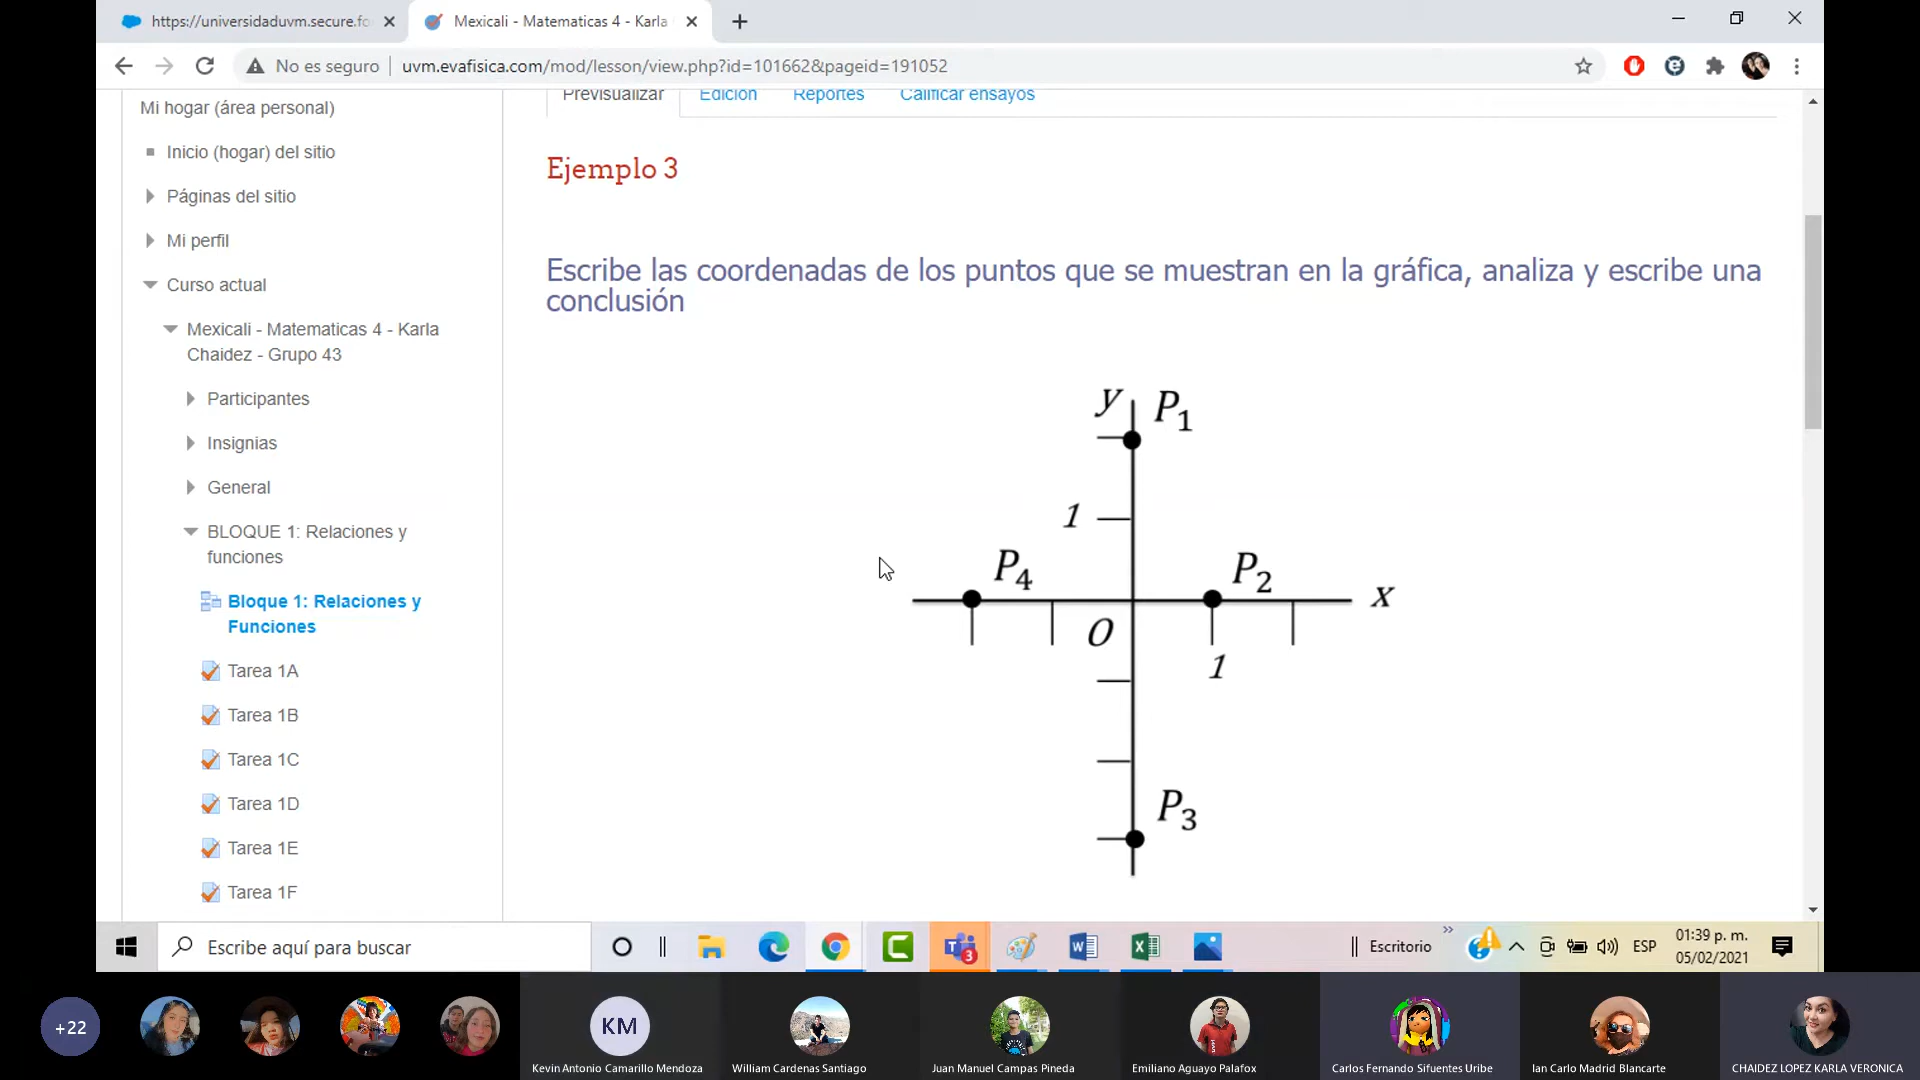 https://universidaduvm.secure.fo
Mexicali - Matematicas 4 - Karla
No es seguro
uvm.evafisica.com/mod/lesson/view.php?id=101662&pageid=191052
Mi hogar (área personal)
Inicio (hogar) del sitio
Páginas del sitio
Mi perfil
Curso actual
Mexicali - Matematicas 4 - Karla
Chaidez - Grupo 43
Participantes
Insignias
General
BLOQUE 1: Relaciones y
funciones
Bloque 1: Relaciones y
Funciones
Tarea 1A
Tarea 1B
Tarea 1C
Tarea 1D
Tarea 1E
Tarea 1F
Previsualizar Edición Reportes Calificar ensayos
Ejemplo 3
Escribe las coordenadas de los puntos que se muestran en la gráfica, analiza y escribe una
conclusión
y P₁
1
P₄ P₂
x
O
1
P₃
Escribe aquí para buscar
3
Escritorio
ESP
01:39 p. m.
05/02/2021
+22
KM
Kevin Antonio Camarillo Mendoza
William Cardenas Santiago
Juan Manuel Campas Pineda
Emiliano Aguayo Palafox
Carlos Fernando Sifuentes Uribe
Ian Carlo Madrid Blancarte
CHAIDEZ LOPEZ KARLA VERONICA